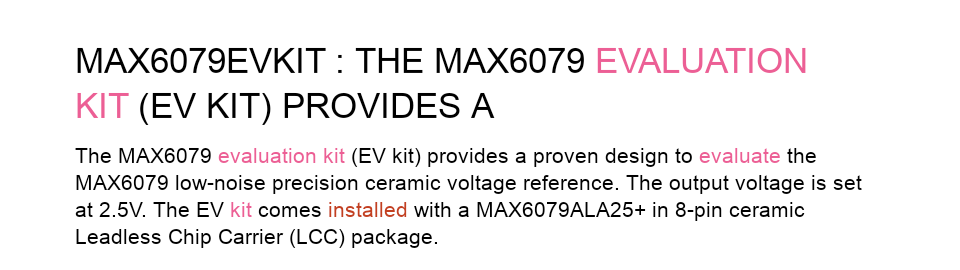 MAX6079EVKIT : THE MAX6079 EVALUATION
KIT (EV KIT) PROVIDES A
The MAX6079 evaluation kit (EV kit) provides a proven design to evaluate the
MAX6079 low-noise precision ceramic voltage reference. The output voltage is set
at 2.5V. The EV kit comes installed with a MAX6079ALA25+ in 8-pin ceramic
Leadless Chip Carrier (LCC) package.